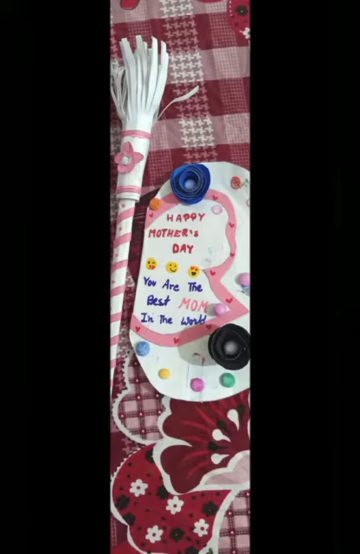 HAPPY
MOTHER's
DAY
You Are The
Best MOM
In The World